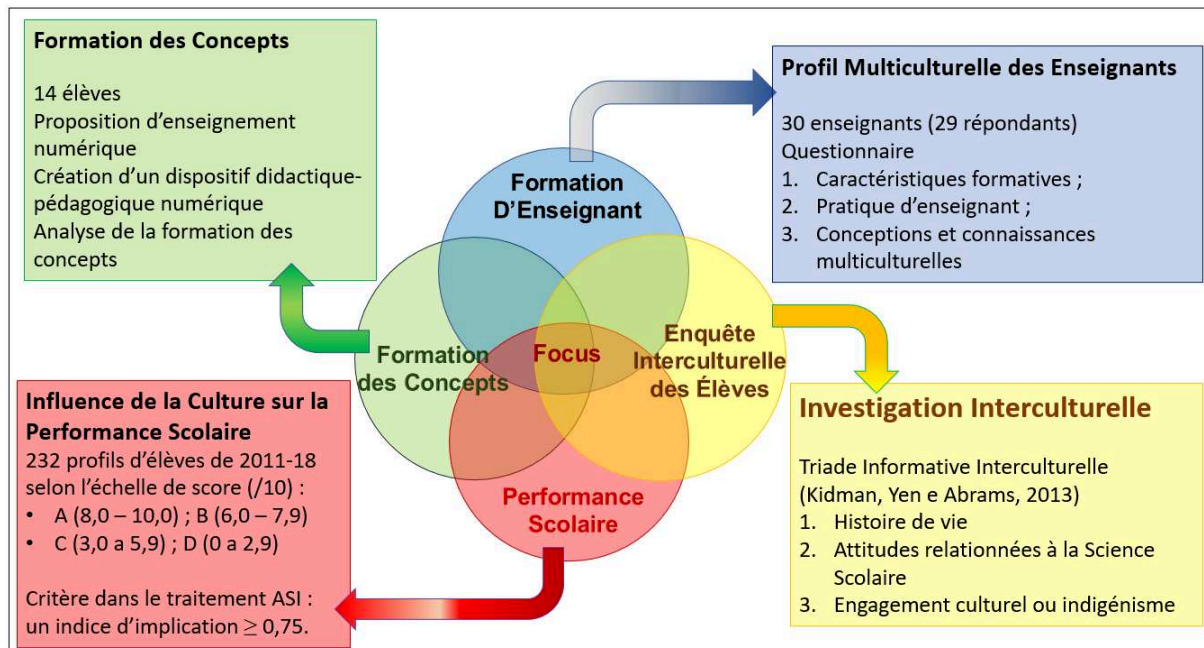 Formation des Concepts
14 élèves
Proposition d’enseignement
numérique
Création d’un dispositif didactique-
pédagogique numérique
Analyse de la formation des
concepts
Profil Multiculturelle des Enseignants
30 enseignants (29 répondants)
Questionnaire
1. Caractéristiques formatives ;
2. Pratique d’enseignant ;
3. Conceptions et connaissances
multiculturelles
Formation
D’Enseignant
Formation
des Concepts
Focus
Enquête
Interculturelle
des Élèves
Performance
Scolaire
Influence de la Culture sur la
Performance Scolaire
232 profils d’élèves de 2011-18
selon l’échelle de score (/10) :
• A (8,0 – 10,0) ; B (6,0 – 7,9)
• C (3,0 a 5,9) ; D (0 a 2,9)
Critère dans le traitement ASI :
un indice d’implication ≥ 0,75.
Investigation Interculturelle
Triade Informative Interculturelle
(Kidman, Yen e Abrams, 2013)
1. Histoire de vie
2. Attitudes relationnées à la Science
Scolaire
3. Engagement culturel ou indigénisme